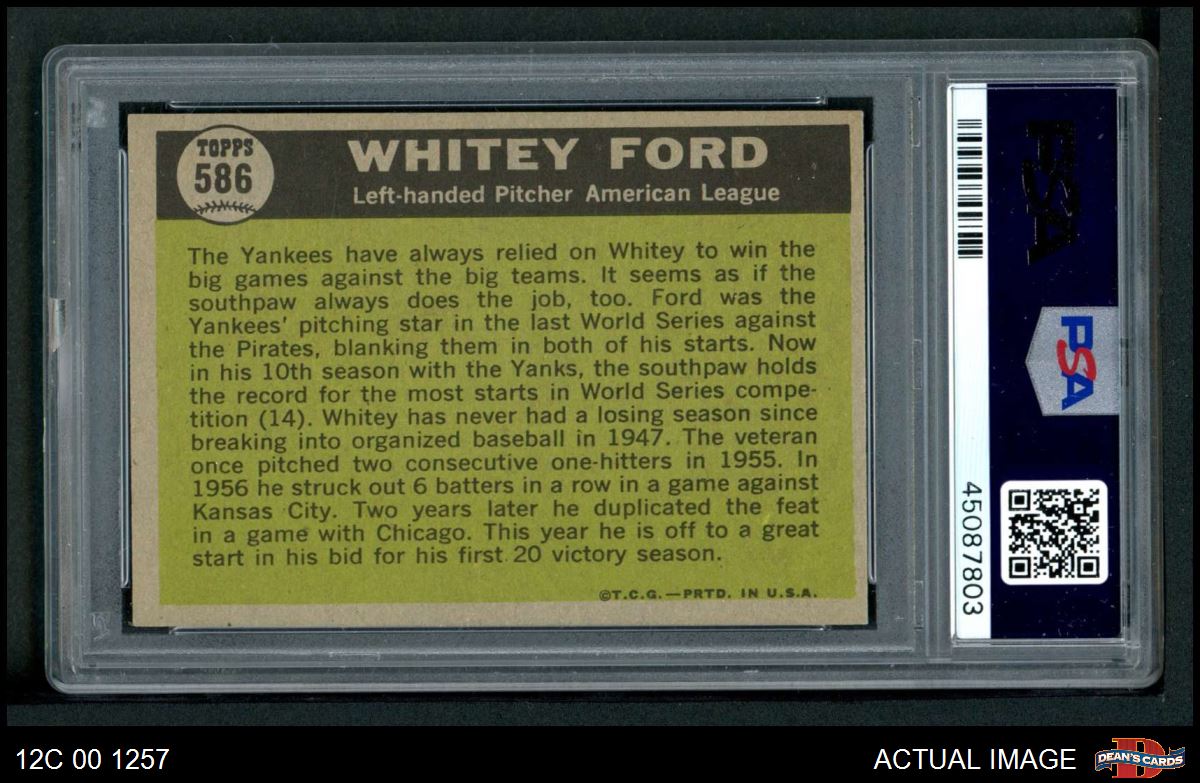 TOPPS
586
WHITEY FORD
Left-handed Pitcher American League
The Yankees have always relied on Whitey to win the
big games against the big teams. It seems as if the
southpaw always does the job, too. Ford was the
Yankees' pitching star in the last World Series against
the Pirates, blanking them in both of his starts. Now
in his 10th season with the Yanks, the southpaw holds
the record for the most starts in World Series compe-
tition (14). Whitey has never had a losing season since
breaking into organized baseball in 1947. The veteran
once pitched two consecutive one-hitters in 1955. In
1956 he struck out 6 batters in a row in a game against
Kansas City. Two years later he duplicated the feat
in a game with Chicago. This year he is off to a great
start in his bid for his first 20 victory season.
©T.C.G.—PRTD. IN U.S.A.
PSA
PSA
45087803
12C 00 1257
ACTUAL IMAGE
D
DEAN'S CARDS